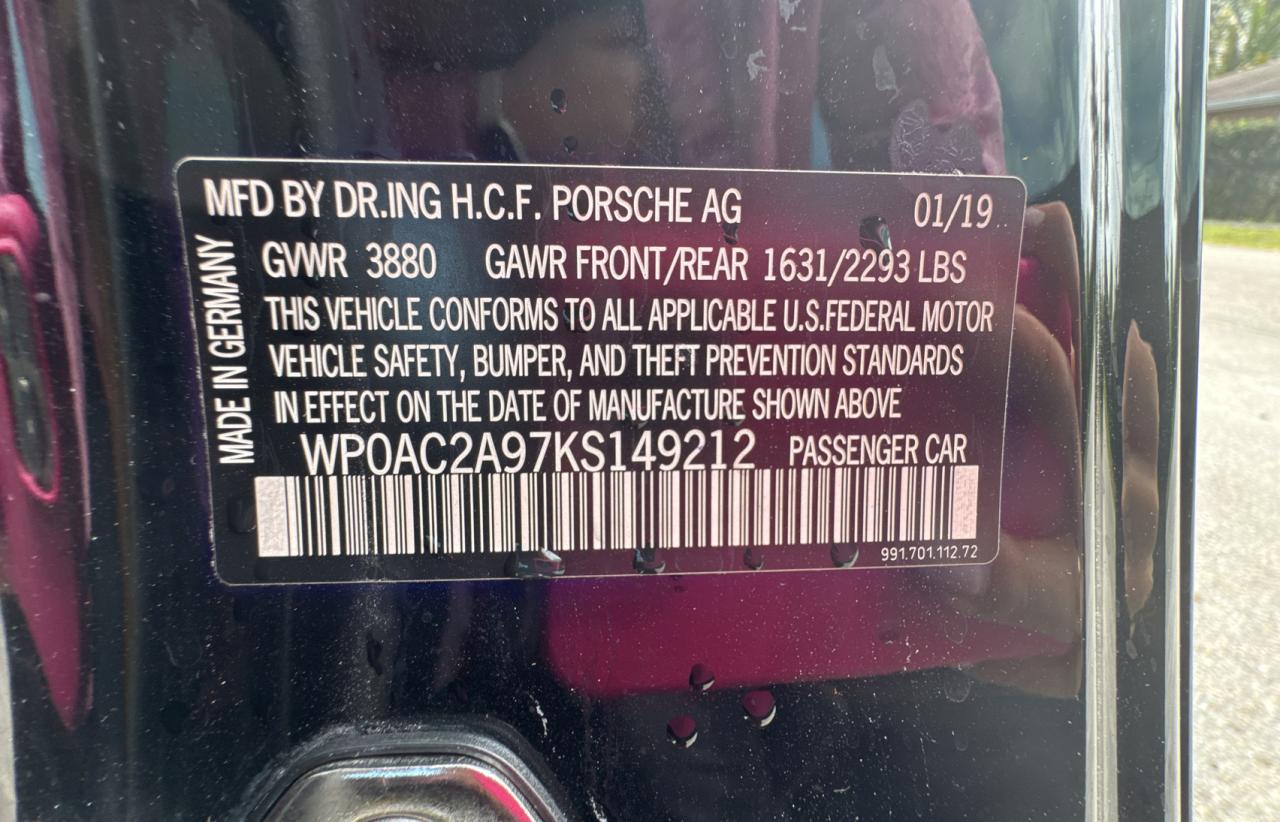 MFD BY DR.ING H.C.F. PORSCHE AG 01/19
MADE IN GERMANY
GVWR 3880 GAWR FRONT/REAR 1631/2293 LBS
THIS VEHICLE CONFORMS TO ALL APPLICABLE U.S.FEDERAL MOTOR
VEHICLE SAFETY, BUMPER, AND THEFT PREVENTION STANDARDS
IN EFFECT ON THE DATE OF MANUFACTURE SHOWN ABOVE
WP0AC2A97KS149212 PASSENGER CAR
991.701.112.72